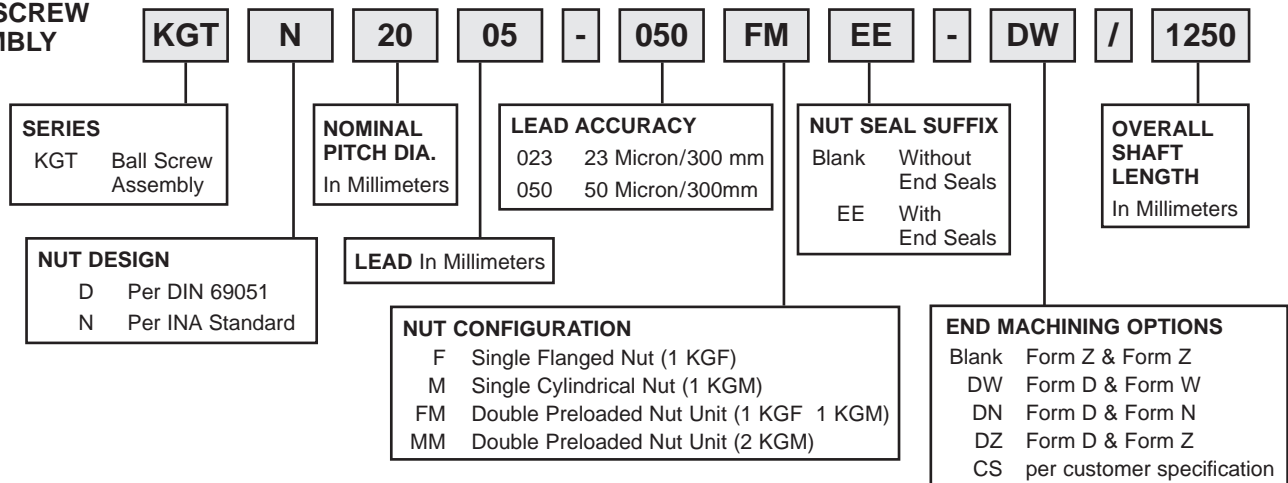 SCREW
KGT N 20 05 - 050 FM EE - DW / 1250
SERIES
KGT Ball Screw
Assembly
NOMINAL
PITCH DIA.
In Millimeters
LEAD ACCURACY
023 23 Micron/300 mm
050 50 Micron/300mm
NUT SEAL SUFFIX
Blank Without
End Seals
EE With
End Seals
OVERALL
SHAFT
LENGTH
In Millimeters
NUT DESIGN
D Per DIN 69051
N Per INA Standard
LEAD In Millimeters
NUT CONFIGURATION
F Single Flanged Nut (1 KGF)
M Single Cylindrical Nut (1 KGM)
FM Double Preloaded Nut Unit (1 KGF 1 KGM)
MM Double Preloaded Nut Unit (2 KGM)
END MACHINING OPTIONS
Blank Form Z & Form Z
DW Form D & Form W
DN Form D & Form N
DZ Form D & Form Z
CS per customer specification